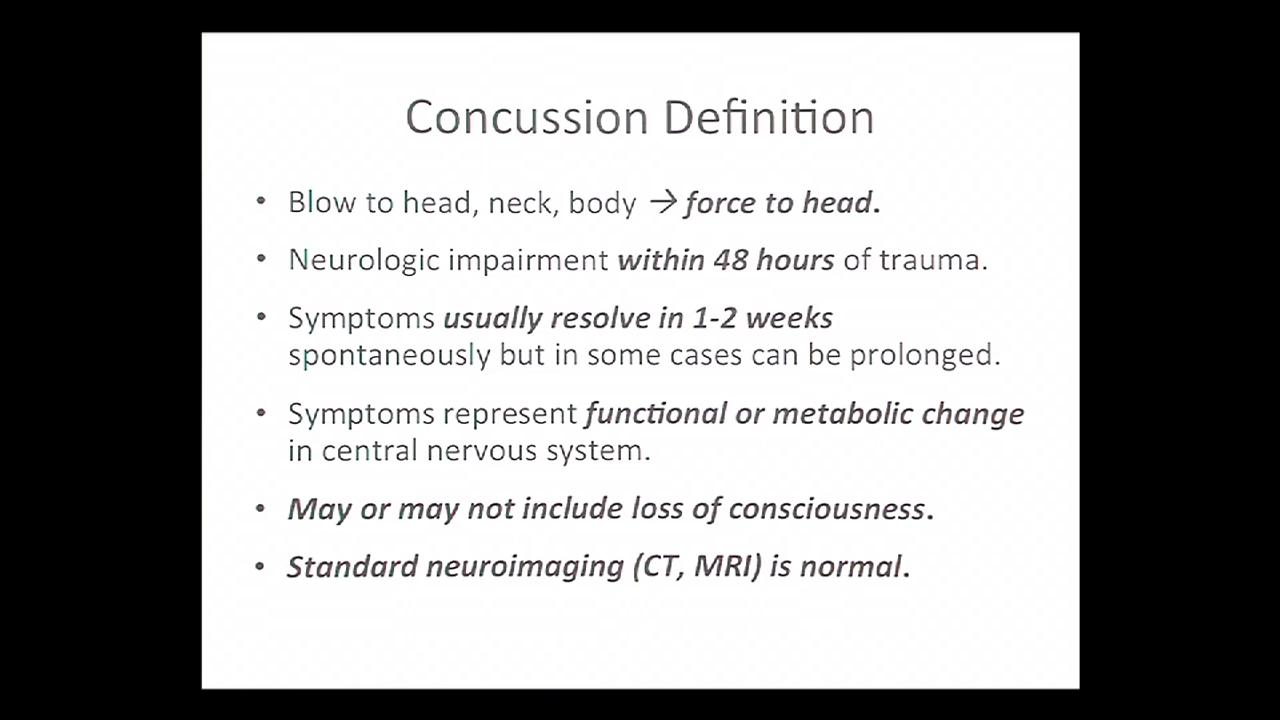 Concussion Definition
• Blow to head, neck, body → force to head.
• Neurologic impairment within 48 hours of trauma.
• Symptoms usually resolve in 1-2 weeks
spontaneously but in some cases can be prolonged.
• Symptoms represent functional or metabolic change
in central nervous system.
• May or may not include loss of consciousness.
• Standard neuroimaging (CT, MRI) is normal.